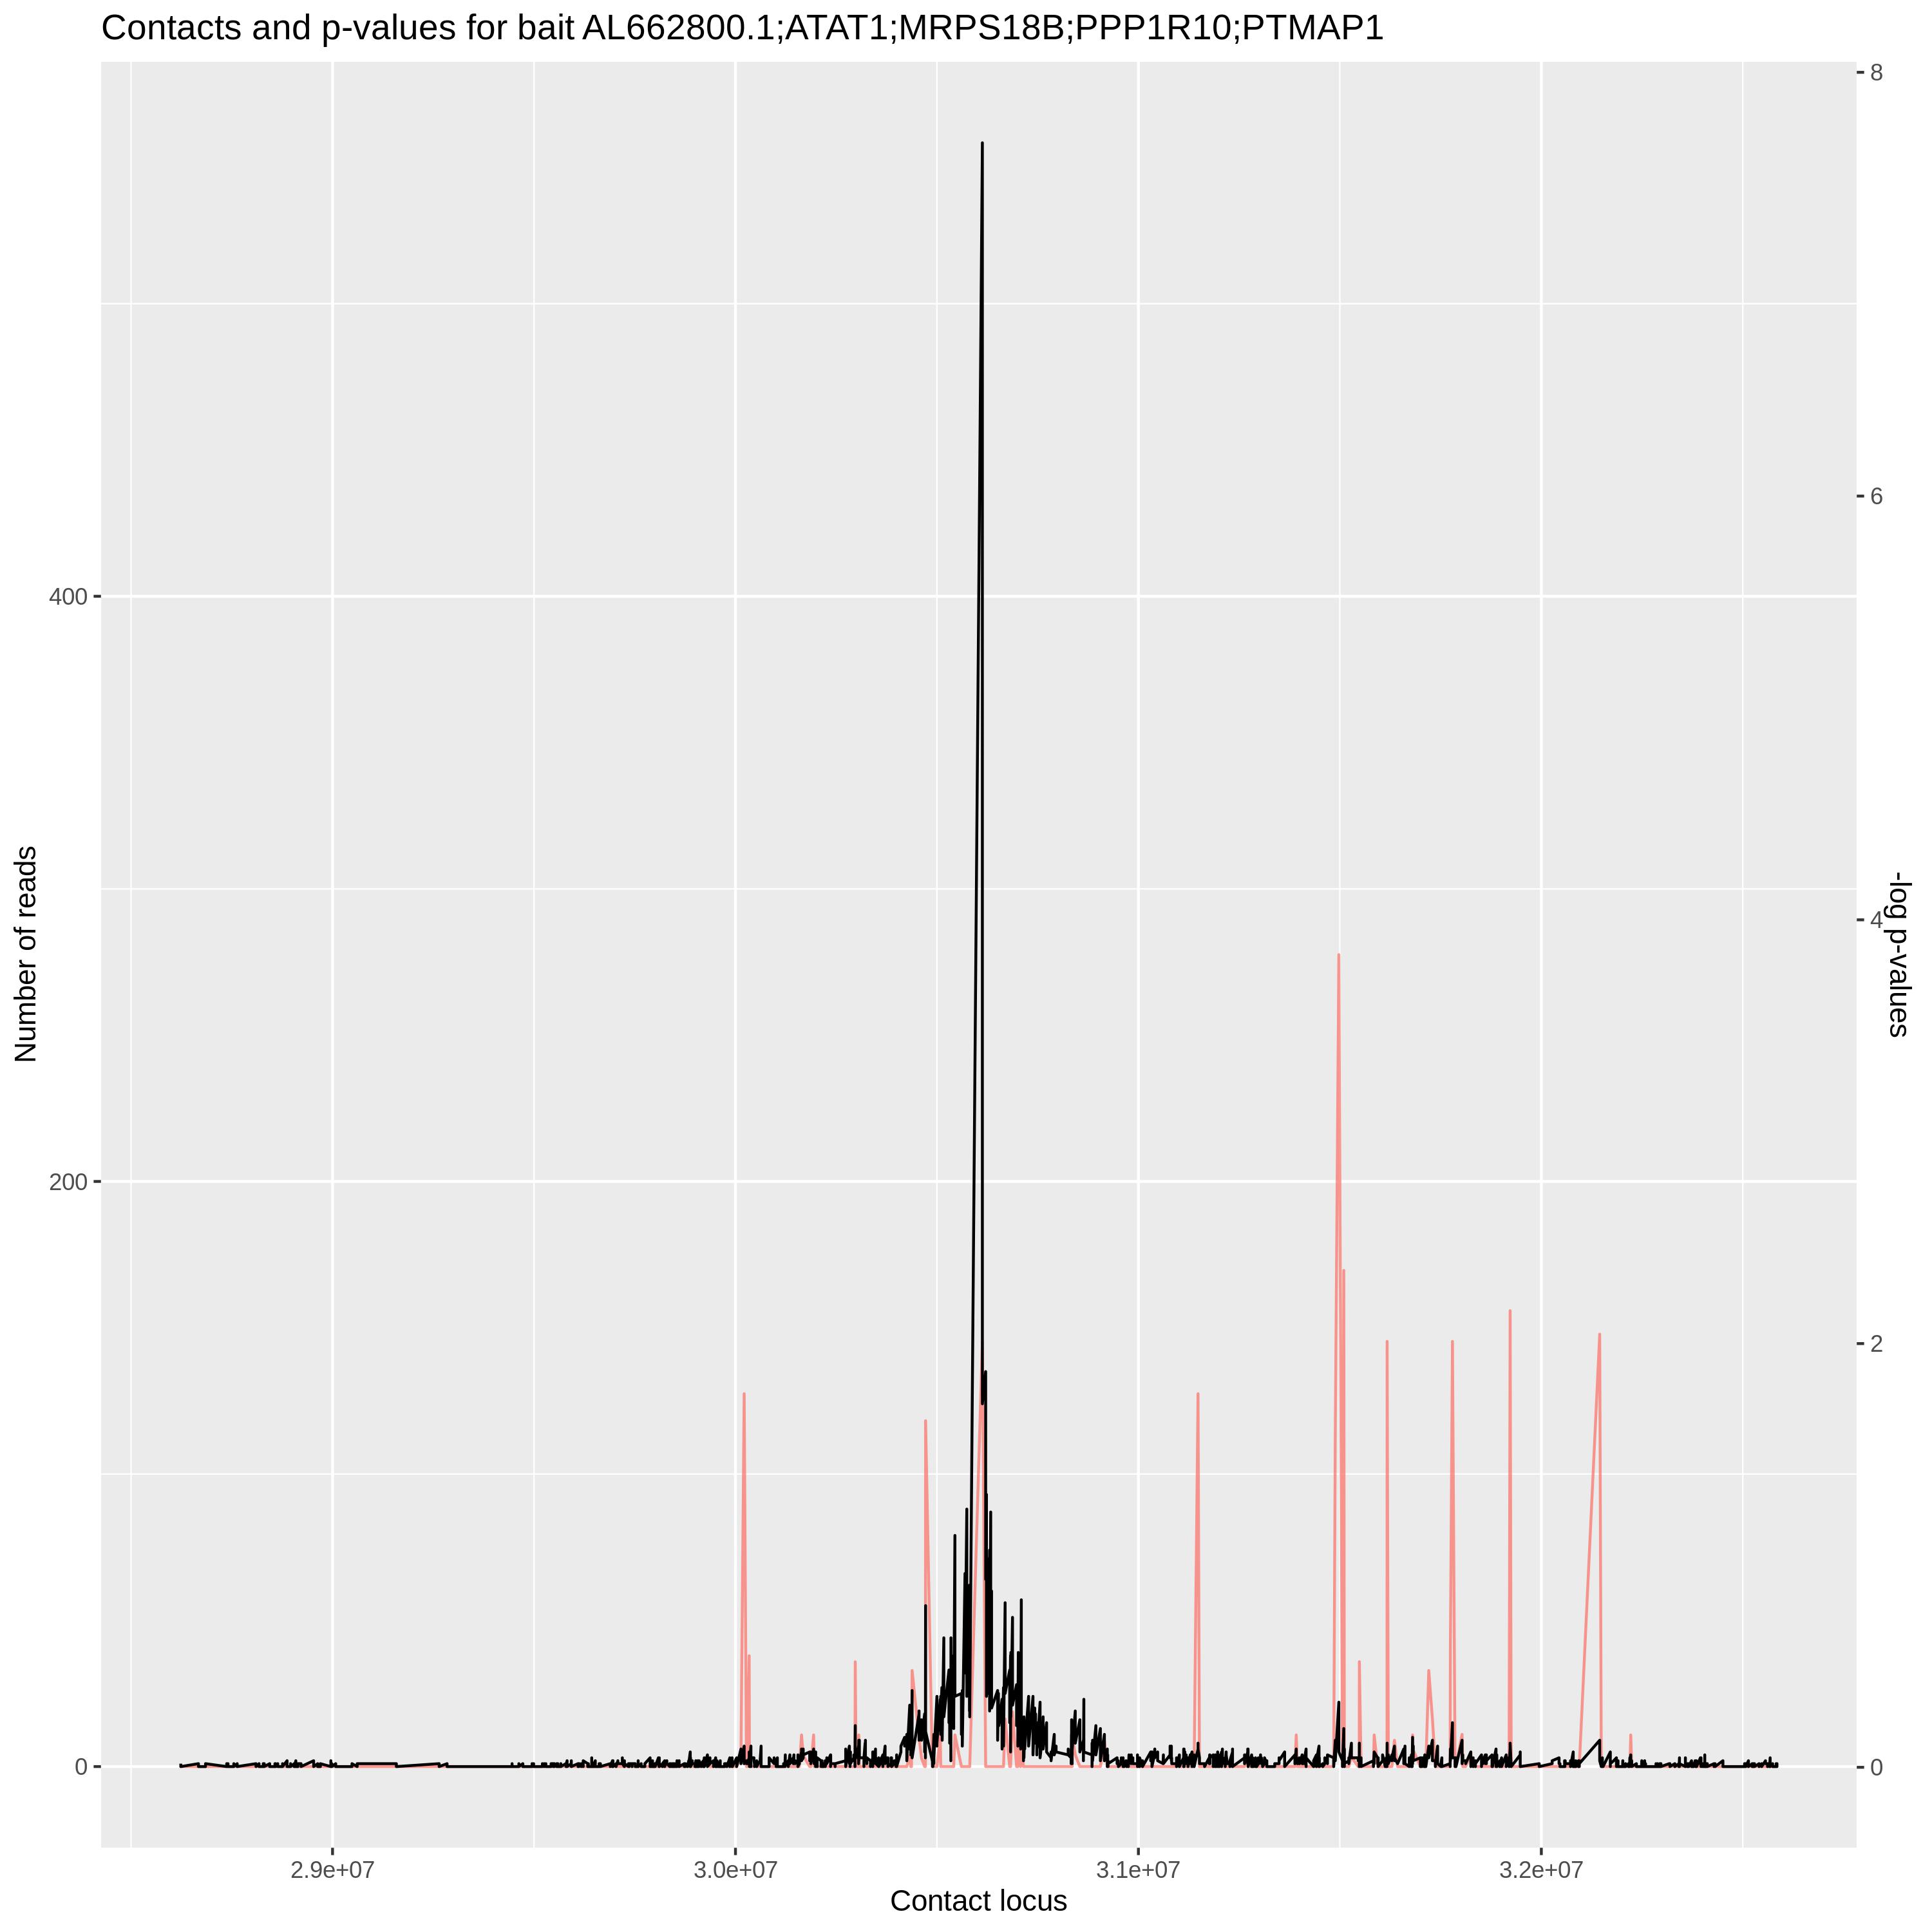 Contacts and p-values for bait AL662800.1;ATAT1;MRPS18B;PPP1R10;PTMAP1
8
6
400
Number of reads
4
-log p-values
200
2
0
0
2.9e+07
3.0e+07
3.1e+07
3.2e+07
Contact locus